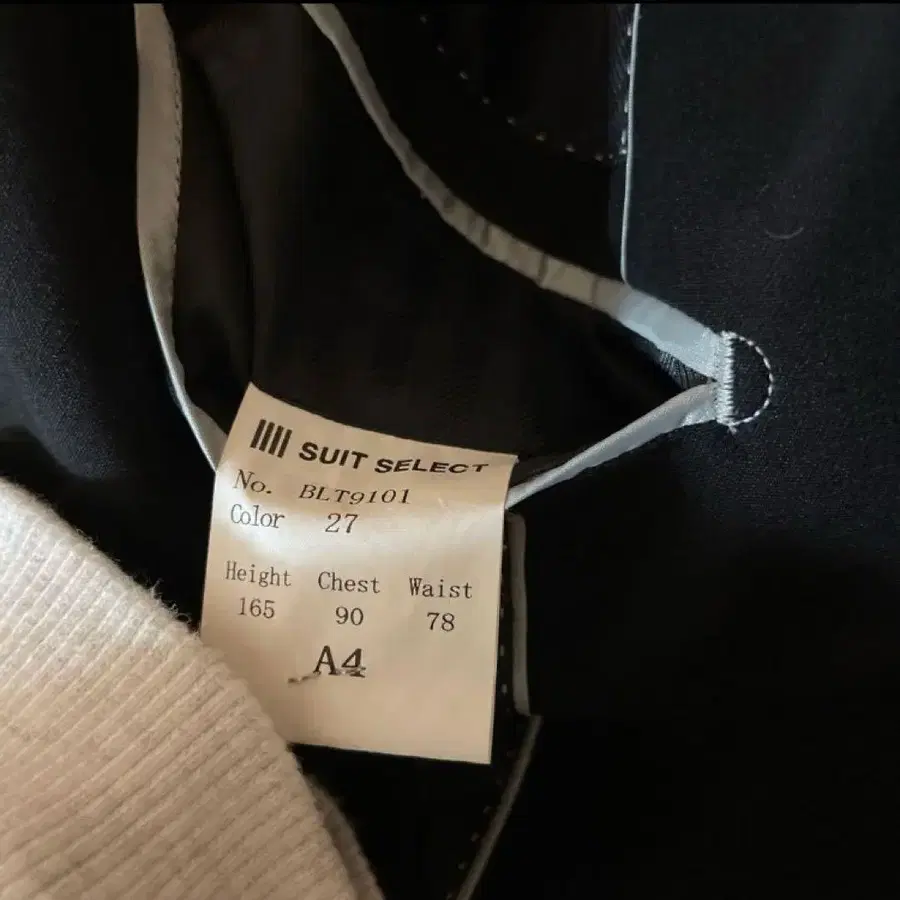 SUIT SELECT
No. BLT9101
Color 27
Height Chest Waist
165 90 78
A4